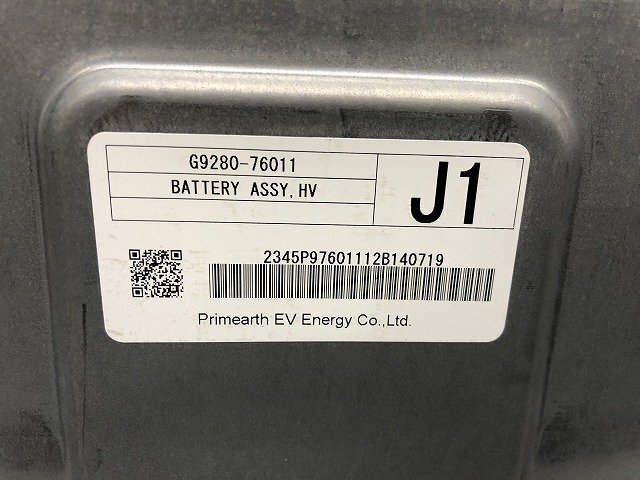 G9280-76011
BATTERY ASSY,HV
J1
2345P97601112B140719
Primearth EV Energy Co.,Ltd.